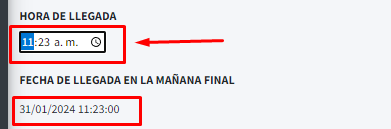 HORA DE LLEGADA
11:23 a. m.
FECHA DE LLEGADA EN LA MAÑANA FINAL
31/01/2024 11:23:00